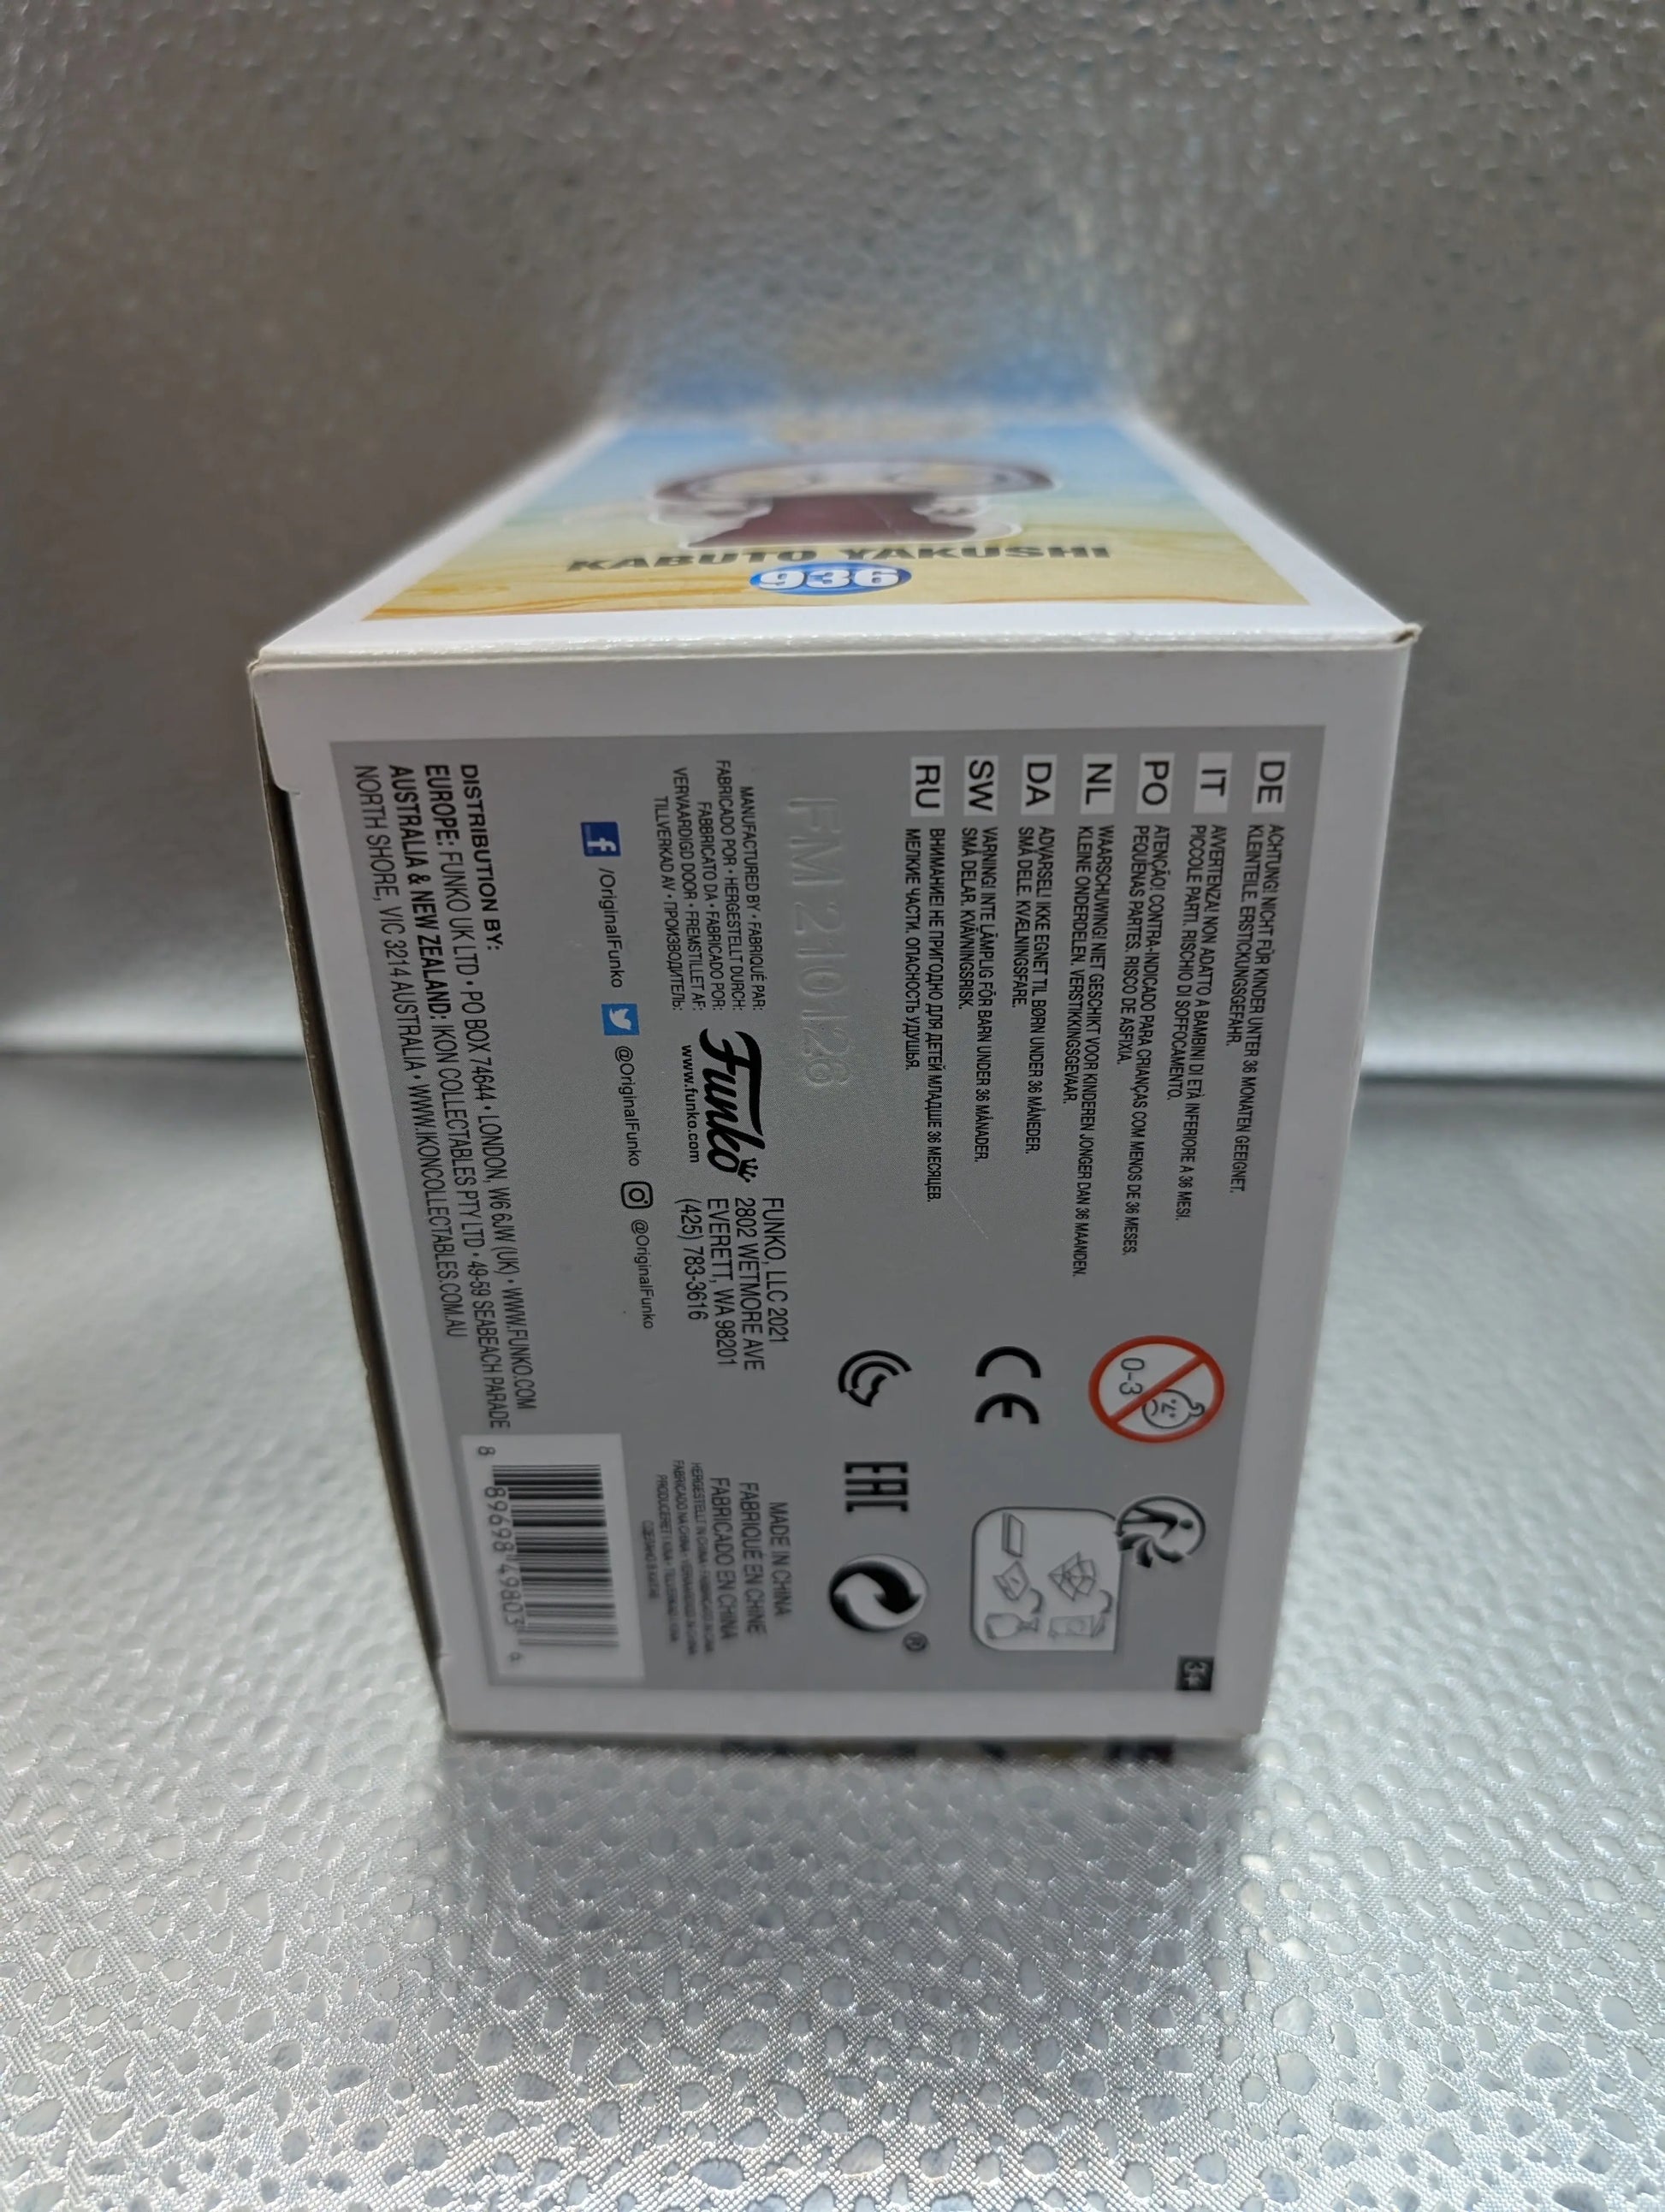 KABUTO YAKUSHI
936
DE ACHTUNG! NICHT FÜR KINDER UNTER 36 MONATEN GEEIGNET.
KLEINTEILE. ERSTICKUNGSGEFAHR.
IT AVVERTENZA! NON ADATTO A BAMBINI DI ETÀ INFERIORE A 36 MESI.
PICCOLE PARTI. RISCHIO DI SOFFOCAMENTO.
PO ATENÇÃO! CONTRA-INDICADO PARA CRIANÇAS COM MENOS DE 36 MESES.
PEQUENAS PARTES. RISCO DE ASFIXIA.
NL WAARSCHUWING! NIET GESCHIKT VOOR KINDEREN JONGER DAN 36 MAANDEN.
KLEINE ONDERDELEN. VERSTIKKINGSGEVAAR.
DA ADVARSEL! IKKE EGNET TIL BØRN UNDER 36 MÅNEDER.
SMÅ DELE. KVÆLNINGSFARE.
SW VARNING! INTE LÄMPLIG FÖR BARN UNDER 36 MÅNADER.
SMÅ DELAR. KVÄVNINGSRISK.
RU ВНИМАНИЕ! НЕ ПРИГОДНО ДЛЯ ДЕТЕЙ МЛАДШЕ 36 МЕСЯЦЕВ.
МЕЛКИЕ ЧАСТИ. ОПАСНОСТЬ УДУШЬЯ.
0-3
3+
CE
EAC
®
FM 210126
MANUFACTURED BY • FABRIQUÉ PAR:
FABRICADO POR • HERGESTELLT DURCH:
FABBRICATO DA • FABRICADO POR:
VERVAARDIGD DOOR • FREMSTILLET AF:
TILLVERKAD AV • ПРОИЗВОДИТЕЛЬ:
Funko
www.funko.com
FUNKO, LLC 2021
2802 WETMORE AVE
EVERETT, WA 98201
(425) 783-3616
MADE IN CHINA
FABRIQUÉ EN CHINE
FABRICADO EN CHINA
/OriginalFunko @OriginalFunko @OriginalFunko
DISTRIBUTION BY:
EUROPE: FUNKO UK LTD • PO BOX 74644 • LONDON, W6 6JW (UK) • WWW.FUNKO.COM
AUSTRALIA & NEW ZEALAND: IKON COLLECTABLES PTY LTD • 49-59 SEABEACH PARADE
NORTH SHORE, VIC 3214 AUSTRALIA • WWW.IKONCOLLECTABLES.COM.AU
8 89698 49803